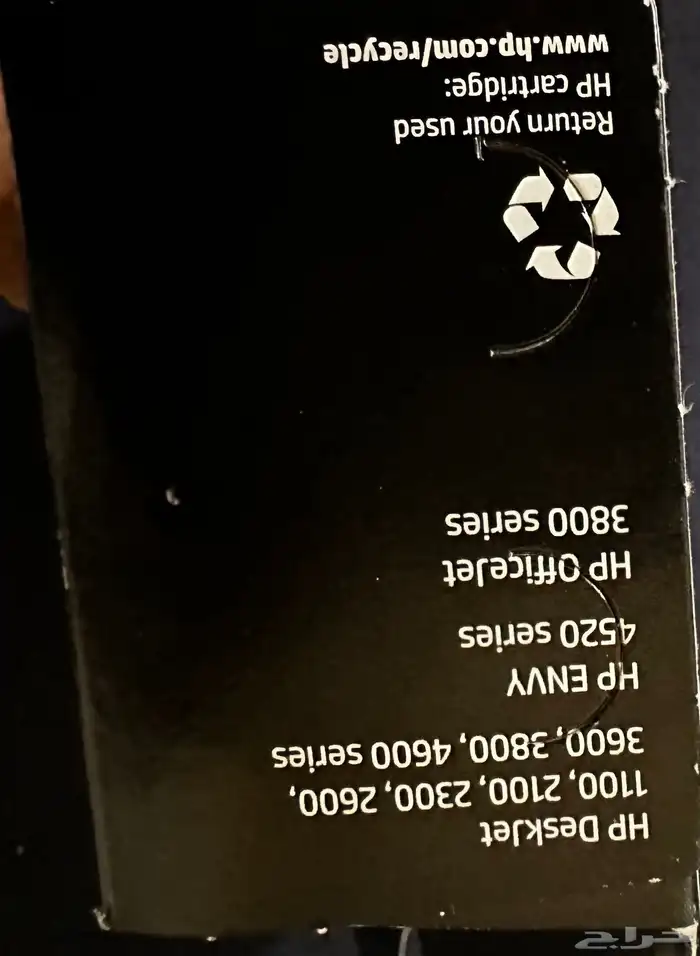 HP DeskJet
1100, 2100, 2300, 2600,
3600, 3800, 4600 series
HP ENVY
4520 series
HP OfficeJet
3800 series
Return your used
HP cartridge:
www.hp.com/recycle
حراج